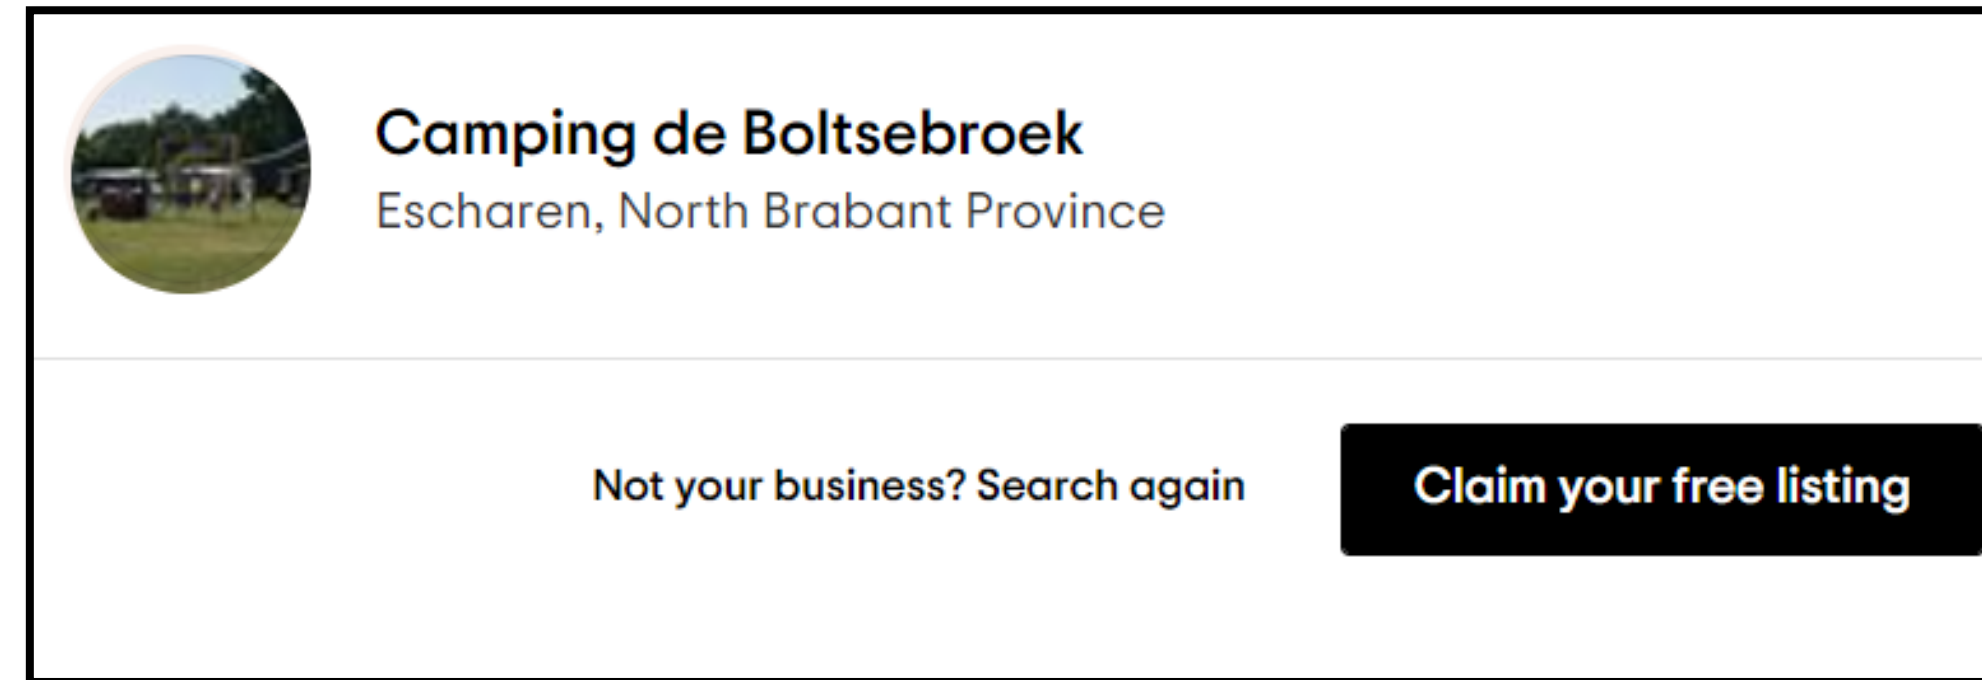 Camping de Boltsebroek
Escharen, North Brabant Province
Not your business? Search again
Claim your free listing